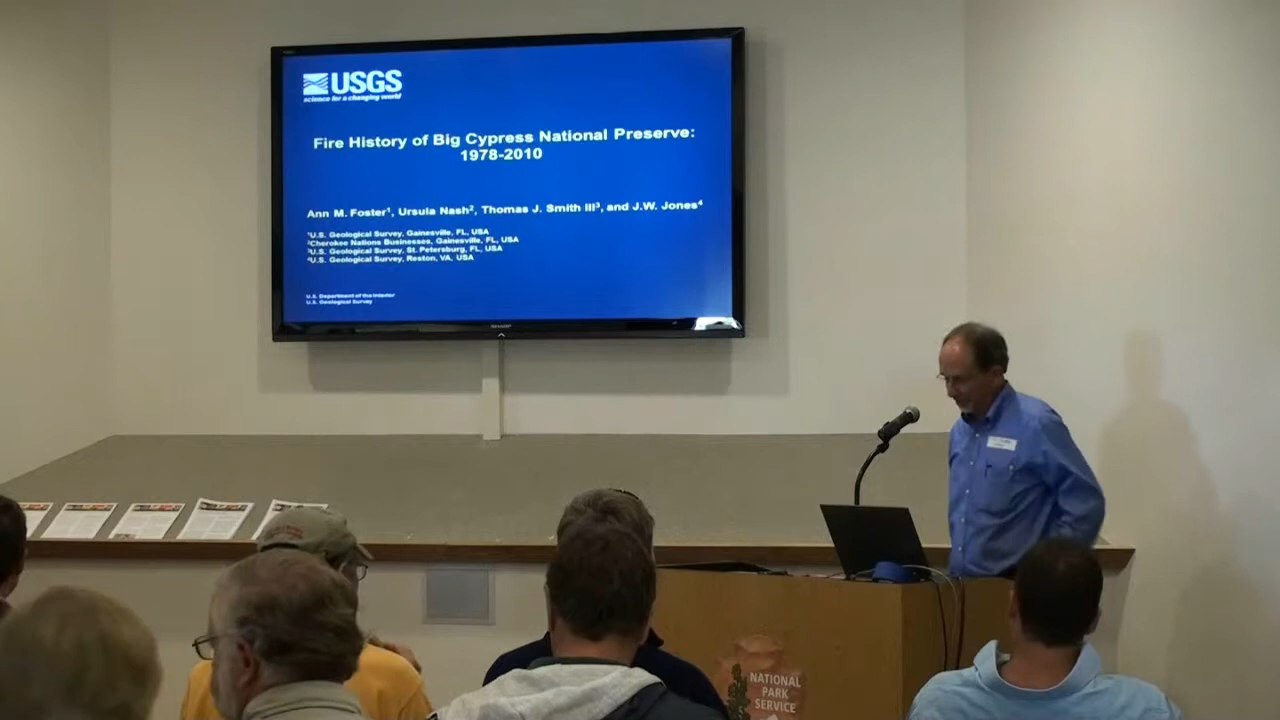 USGS
science for a changing world
Fire History of Big Cypress National Preserve:
1978-2010
Ann M. Foster¹, Ursula Nash², Thomas J. Smith III³, and J.W. Jones⁴
¹U.S. Geological Survey, Gainesville, FL, USA
²Cherokee Nations Businesses, Gainesville, FL, USA
³U.S. Geological Survey, St. Petersburg, FL, USA
⁴U.S. Geological Survey, Reston, VA, USA
U.S. Department of the Interior
U.S. Geological Survey
SHARP
NATIONAL
PARK
SERVICE